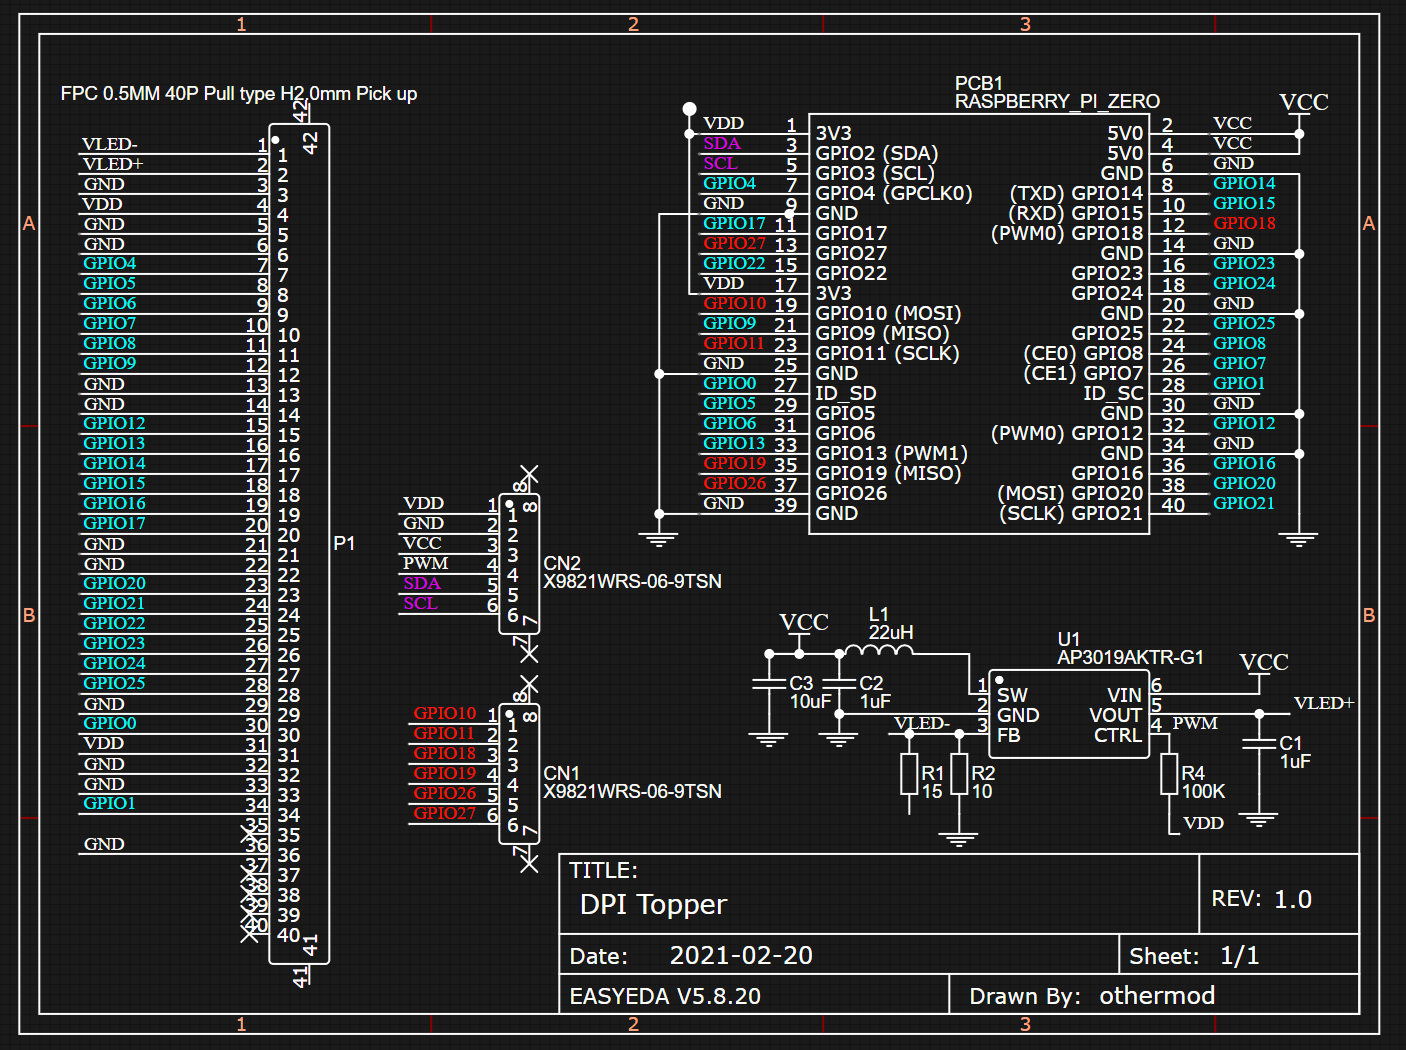 1 2 3
A
B
A
B
1 2 3
FPC 0.5MM 40P Pull type H2.0mm Pick up
42
42
VLED- 1 1
VLED+ 2 2
GND 3 3
VDD 4 4
GND 5 5
GND 6 6
GPIO4 7 7
GPIO5 8 8
GPIO6 9 9
GPIO7 10 10
GPIO8 11 11
GPIO9 12 12
GND 13 13
GND 14 14
GPIO12 15 15
GPIO13 16 16
GPIO14 17 17
GPIO15 18 18
GPIO16 19 19
GPIO17 20 20
GND 21 21
GND 22 22
GPIO20 23 23
GPIO21 24 24
GPIO22 25 25
GPIO23 26 26
GPIO24 27 27
GPIO25 28 28
GND 29 29
GPIO0 30 30
VDD 31 31
GND 32 32
GND 33 33
GPIO1 34 34
35 35
GND 36 36
37 37
38 38
39 39
40 40
41
41
P1
8
8
VDD 1 1
GND 2 2
VCC 3 3
PWM 4 4
SDA 5 5
SCL 6 6
7
7
CN2
X9821WRS-06-9TSN
8
8
GPIO10 1 1
GPIO11 2 2
GPIO18 3 3
GPIO19 4 4
GPIO26 5 5
GPIO27 6 6
7
7
CN1
X9821WRS-06-9TSN
PCB1
RASPBERRY_PI_ZERO
VCC
VDD 1 3V3 5V0 2 VCC
SDA 3 GPIO2 (SDA) 5V0 4 VCC
SCL 5 GPIO3 (SCL) GND 6 GND
GPIO4 7 GPIO4 (GPCLK0) (TXD) GPIO14 8 GPIO14
GND 9 GND (RXD) GPIO15 10 GPIO15
GPIO17 11 GPIO17 (PWM0) GPIO18 12 GPIO18
GPIO27 13 GPIO27 GND 14 GND
GPIO22 15 GPIO22 GPIO23 16 GPIO23
VDD 17 3V3 GPIO24 18 GPIO24
GPIO10 19 GPIO10 (MOSI) GND 20 GND
GPIO9 21 GPIO9 (MISO) GPIO25 22 GPIO25
GPIO11 23 GPIO11 (SCLK) (CE0) GPIO8 24 GPIO8
GND 25 GND (CE1) GPIO7 26 GPIO7
GPIO0 27 ID_SD ID_SC 28 GPIO1
GPIO5 29 GPIO5 GND 30 GND
GPIO6 31 GPIO6 (PWM0) GPIO12 32 GPIO12
GPIO13 33 GPIO13 (PWM1) GND 34 GND
GPIO19 35 GPIO19 (MISO) GPIO16 36 GPIO16
GPIO26 37 GPIO26 (MOSI) GPIO20 38 GPIO20
GND 39 GND (SCLK) GPIO21 40 GPIO21
VCC
L1
22uH
C3
10uF
C2
1uF
U1
AP3019AKTR-G1
1 SW VIN 6
2 GND VOUT 5
3 FB CTRL 4
VCC
VLED+
VLED-
PWM
R1
15
R2
10
R4
100K
VDD
C1
1uF
TITLE:
DPI Topper
REV: 1.0
Date: 2021-02-20
Sheet: 1/1
EASYEDA V5.8.20
Drawn By: othermod